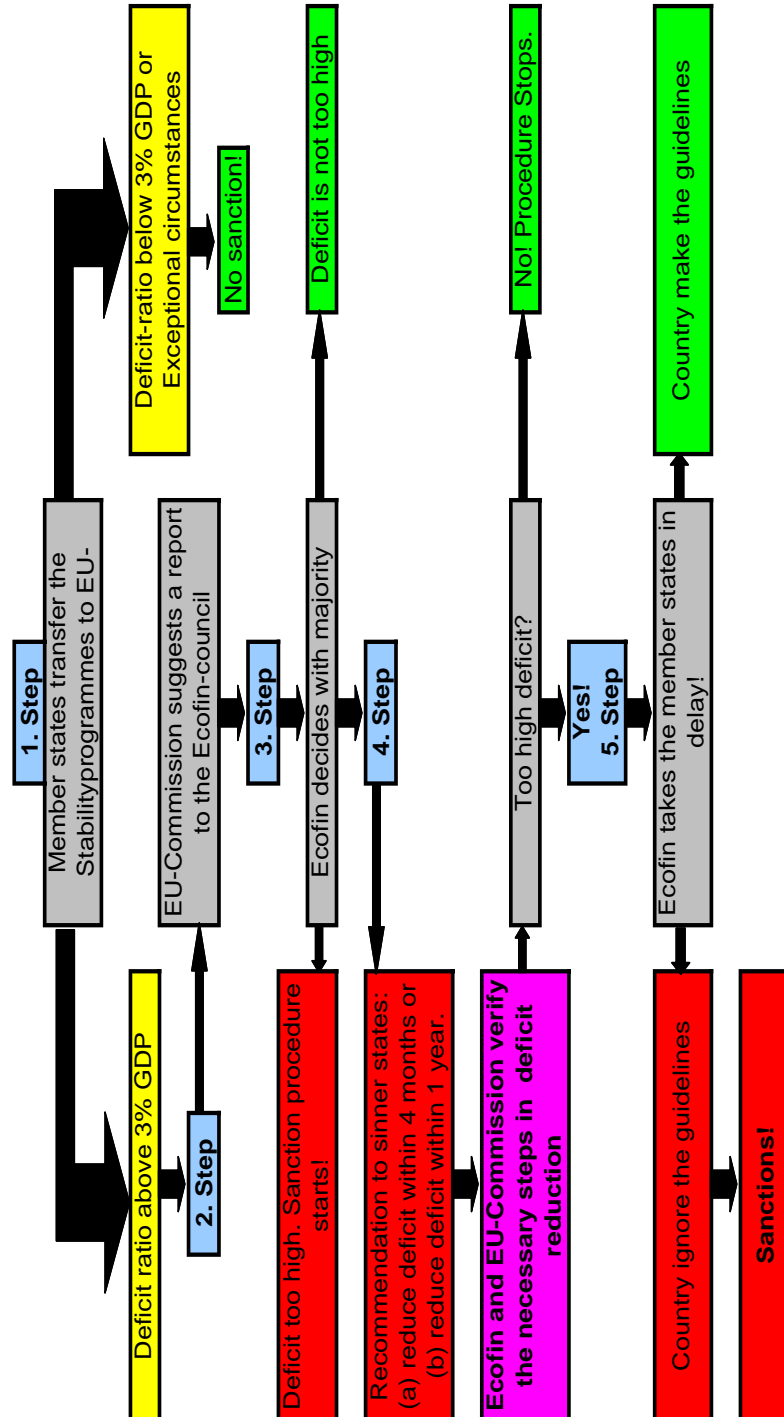 1. Step
Member states transfer the
Stabilityprogrammes to EU-
Deficit ratio above 3% GDP
Deficit-ratio below 3% GDP or
Exceptional circumstances
2. Step
EU-Commission suggests a report
to the Ecofin-council
No sanction!
3. Step
Deficit too high. Sanction procedure
starts!
Ecofin decides with majority
Deficit is not too high
4. Step
Recommendation to sinner states:
(a) reduce deficit within 4 months or
(b) reduce deficit within 1 year.
Ecofin and EU-Commission verify
the necessary steps in deficit
reduction
Too high deficit?
No! Procedure Stops.
Yes!
5. Step
Country ignore the guidelines
Ecofin takes the member states in
delay!
Country make the guidelines
Sanctions!